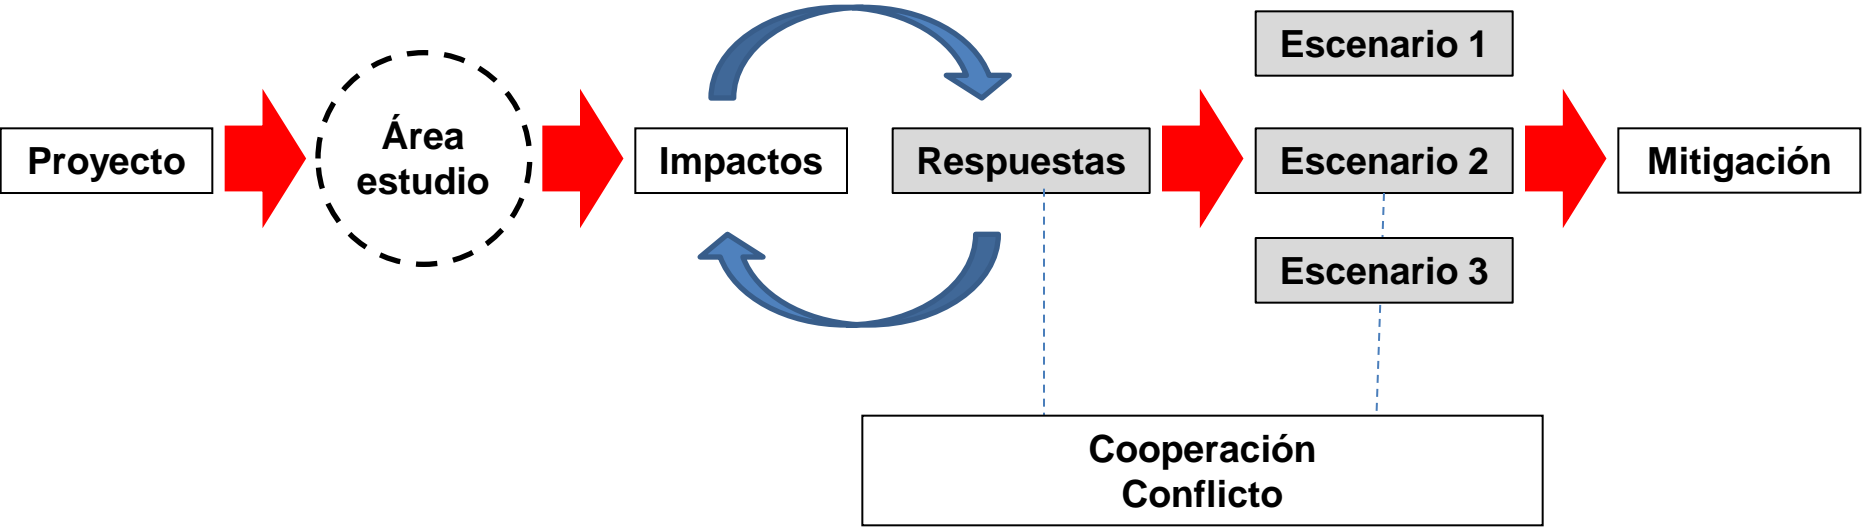 Escenario 1
Proyecto
Área
estudio
Impactos
Respuestas
Escenario 2
Mitigación
Escenario 3
Cooperación
Conflicto